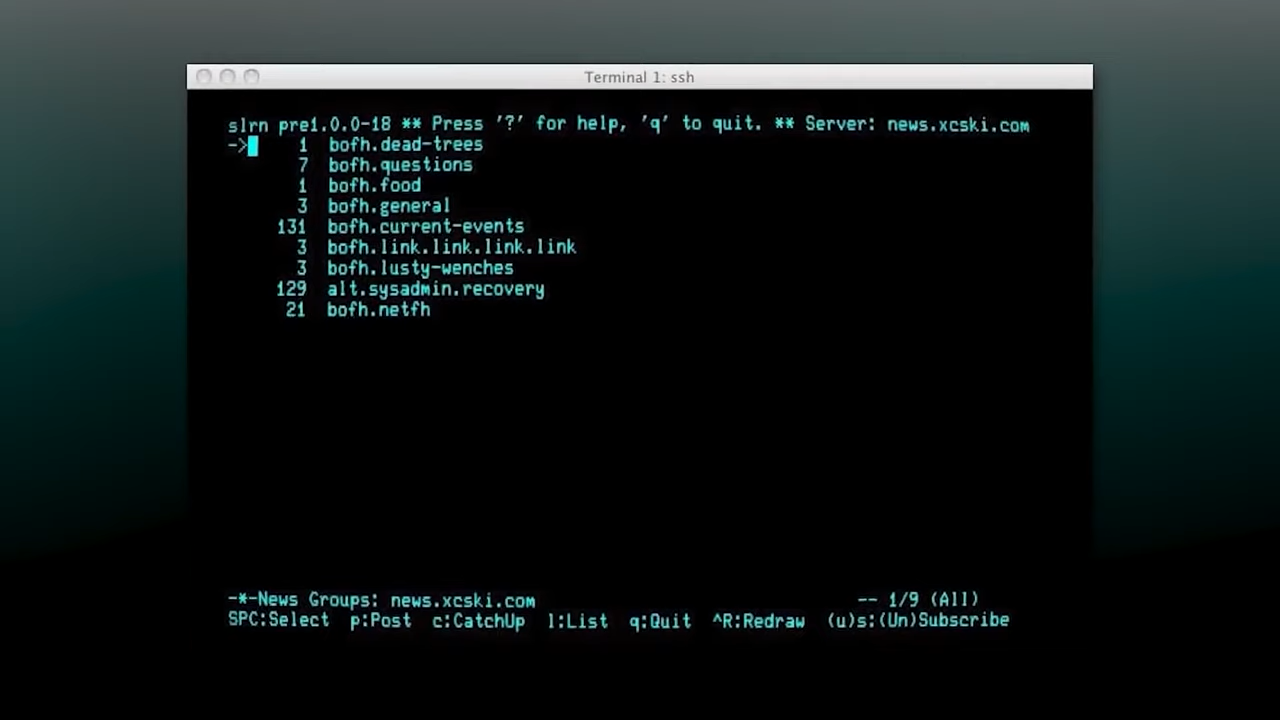 Terminal 1: ssh
slrn pre1.0.0-18 ** Press '?' for help, 'q' to quit. ** Server: news.xcski.com
-> 1 bofh.dead-trees
7 bofh.questions
1 bofh.food
3 bofh.general
131 bofh.current-events
3 bofh.link.link.link.link
3 bofh.lusty-wenches
129 alt.sysadmin.recovery
21 bofh.netfh
-*-News Groups: news.xcski.com -- 1/9 (All)
SPC:Select p:Post c:CatchUp l:List q:Quit ^R:Redraw (u)s:(Un)Subscribe